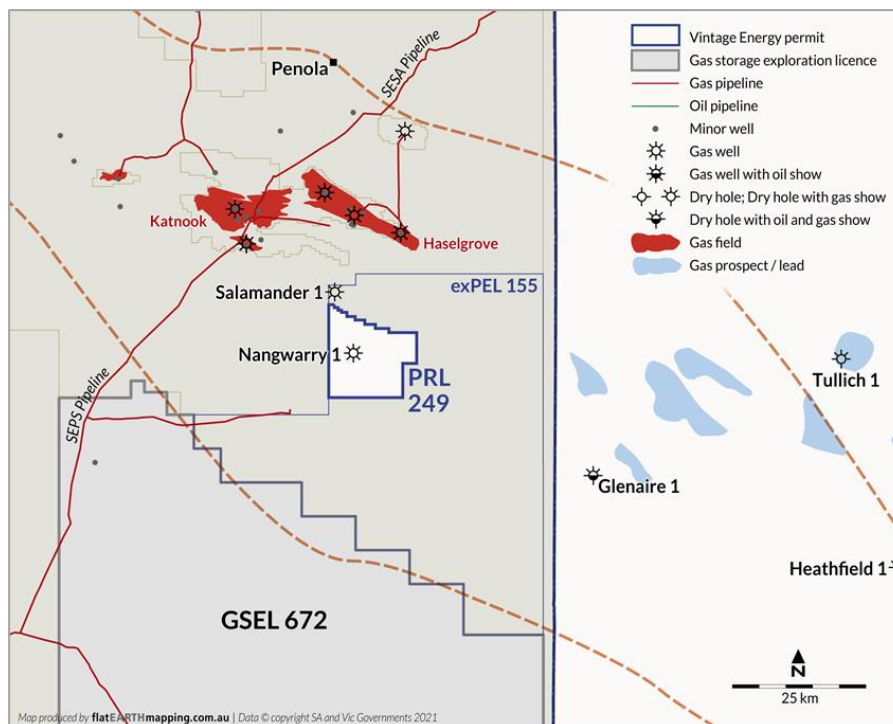 Penola
SESA Pipeline
Katnook
Haselgrove
Salamander 1
exPEL 155
Nangwarry 1
PRL
249
SEPS Pipeline
GSEL 672
Vintage Energy permit
Gas storage exploration licence
Gas pipeline
Oil pipeline
Minor well
Gas well
Gas well with oil show
Dry hole; Dry hole with gas show
Dry hole with oil and gas show
Gas field
Gas prospect / lead
Tullich 1
Glenaire 1
Heathfield 1
N
25 km
Map produced by flatEARTHmapping.com.au | Data © copyright SA and Vic Governments 2021